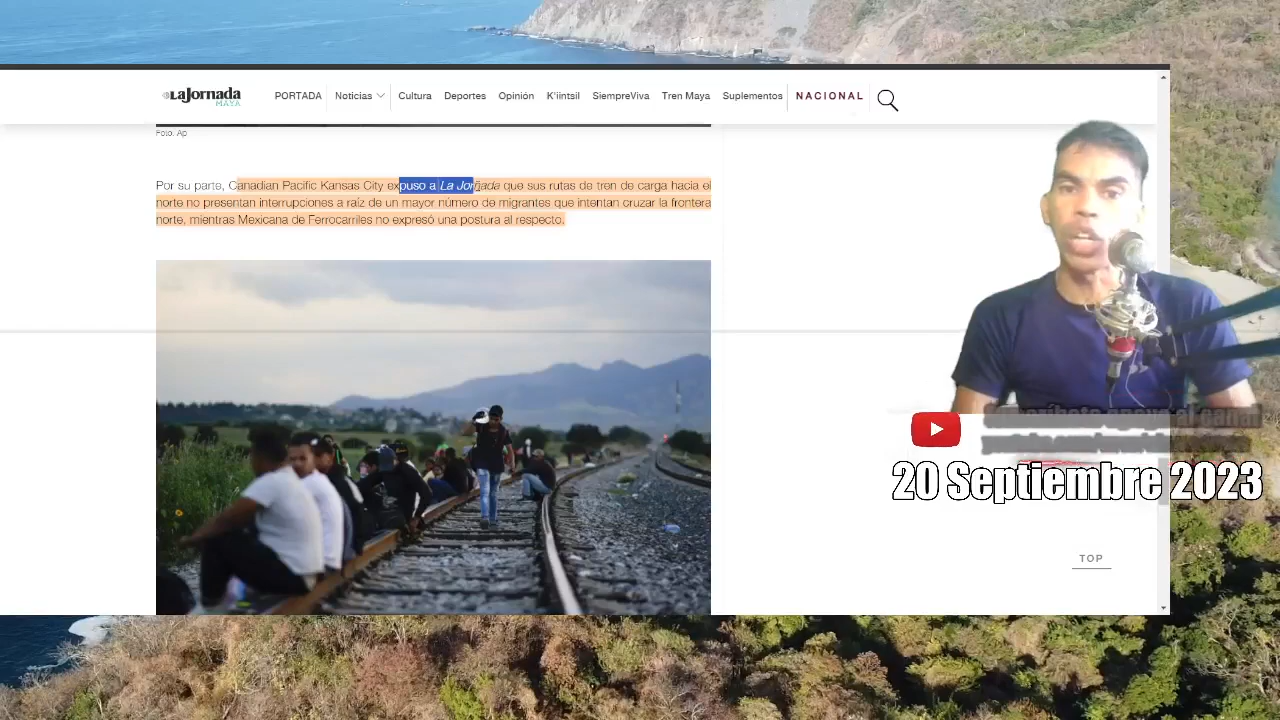 LaJornada
MAYA
PORTADA Noticias Cultura Deportes Opinión K'iintsil SiempreViva Tren Maya Suplementos NACIONAL
Foto: Ap
Por su parte, Canadian Pacific Kansas City expuso a La Jornada que sus rutas de tren de carga hacia el
norte no presentan interrupciones a raíz de un mayor número de migrantes que intentan cruzar la frontera
norte, mientras Mexicana de Ferrocarriles no expresó una postura al respecto.
20 Septiembre 2023
TOP